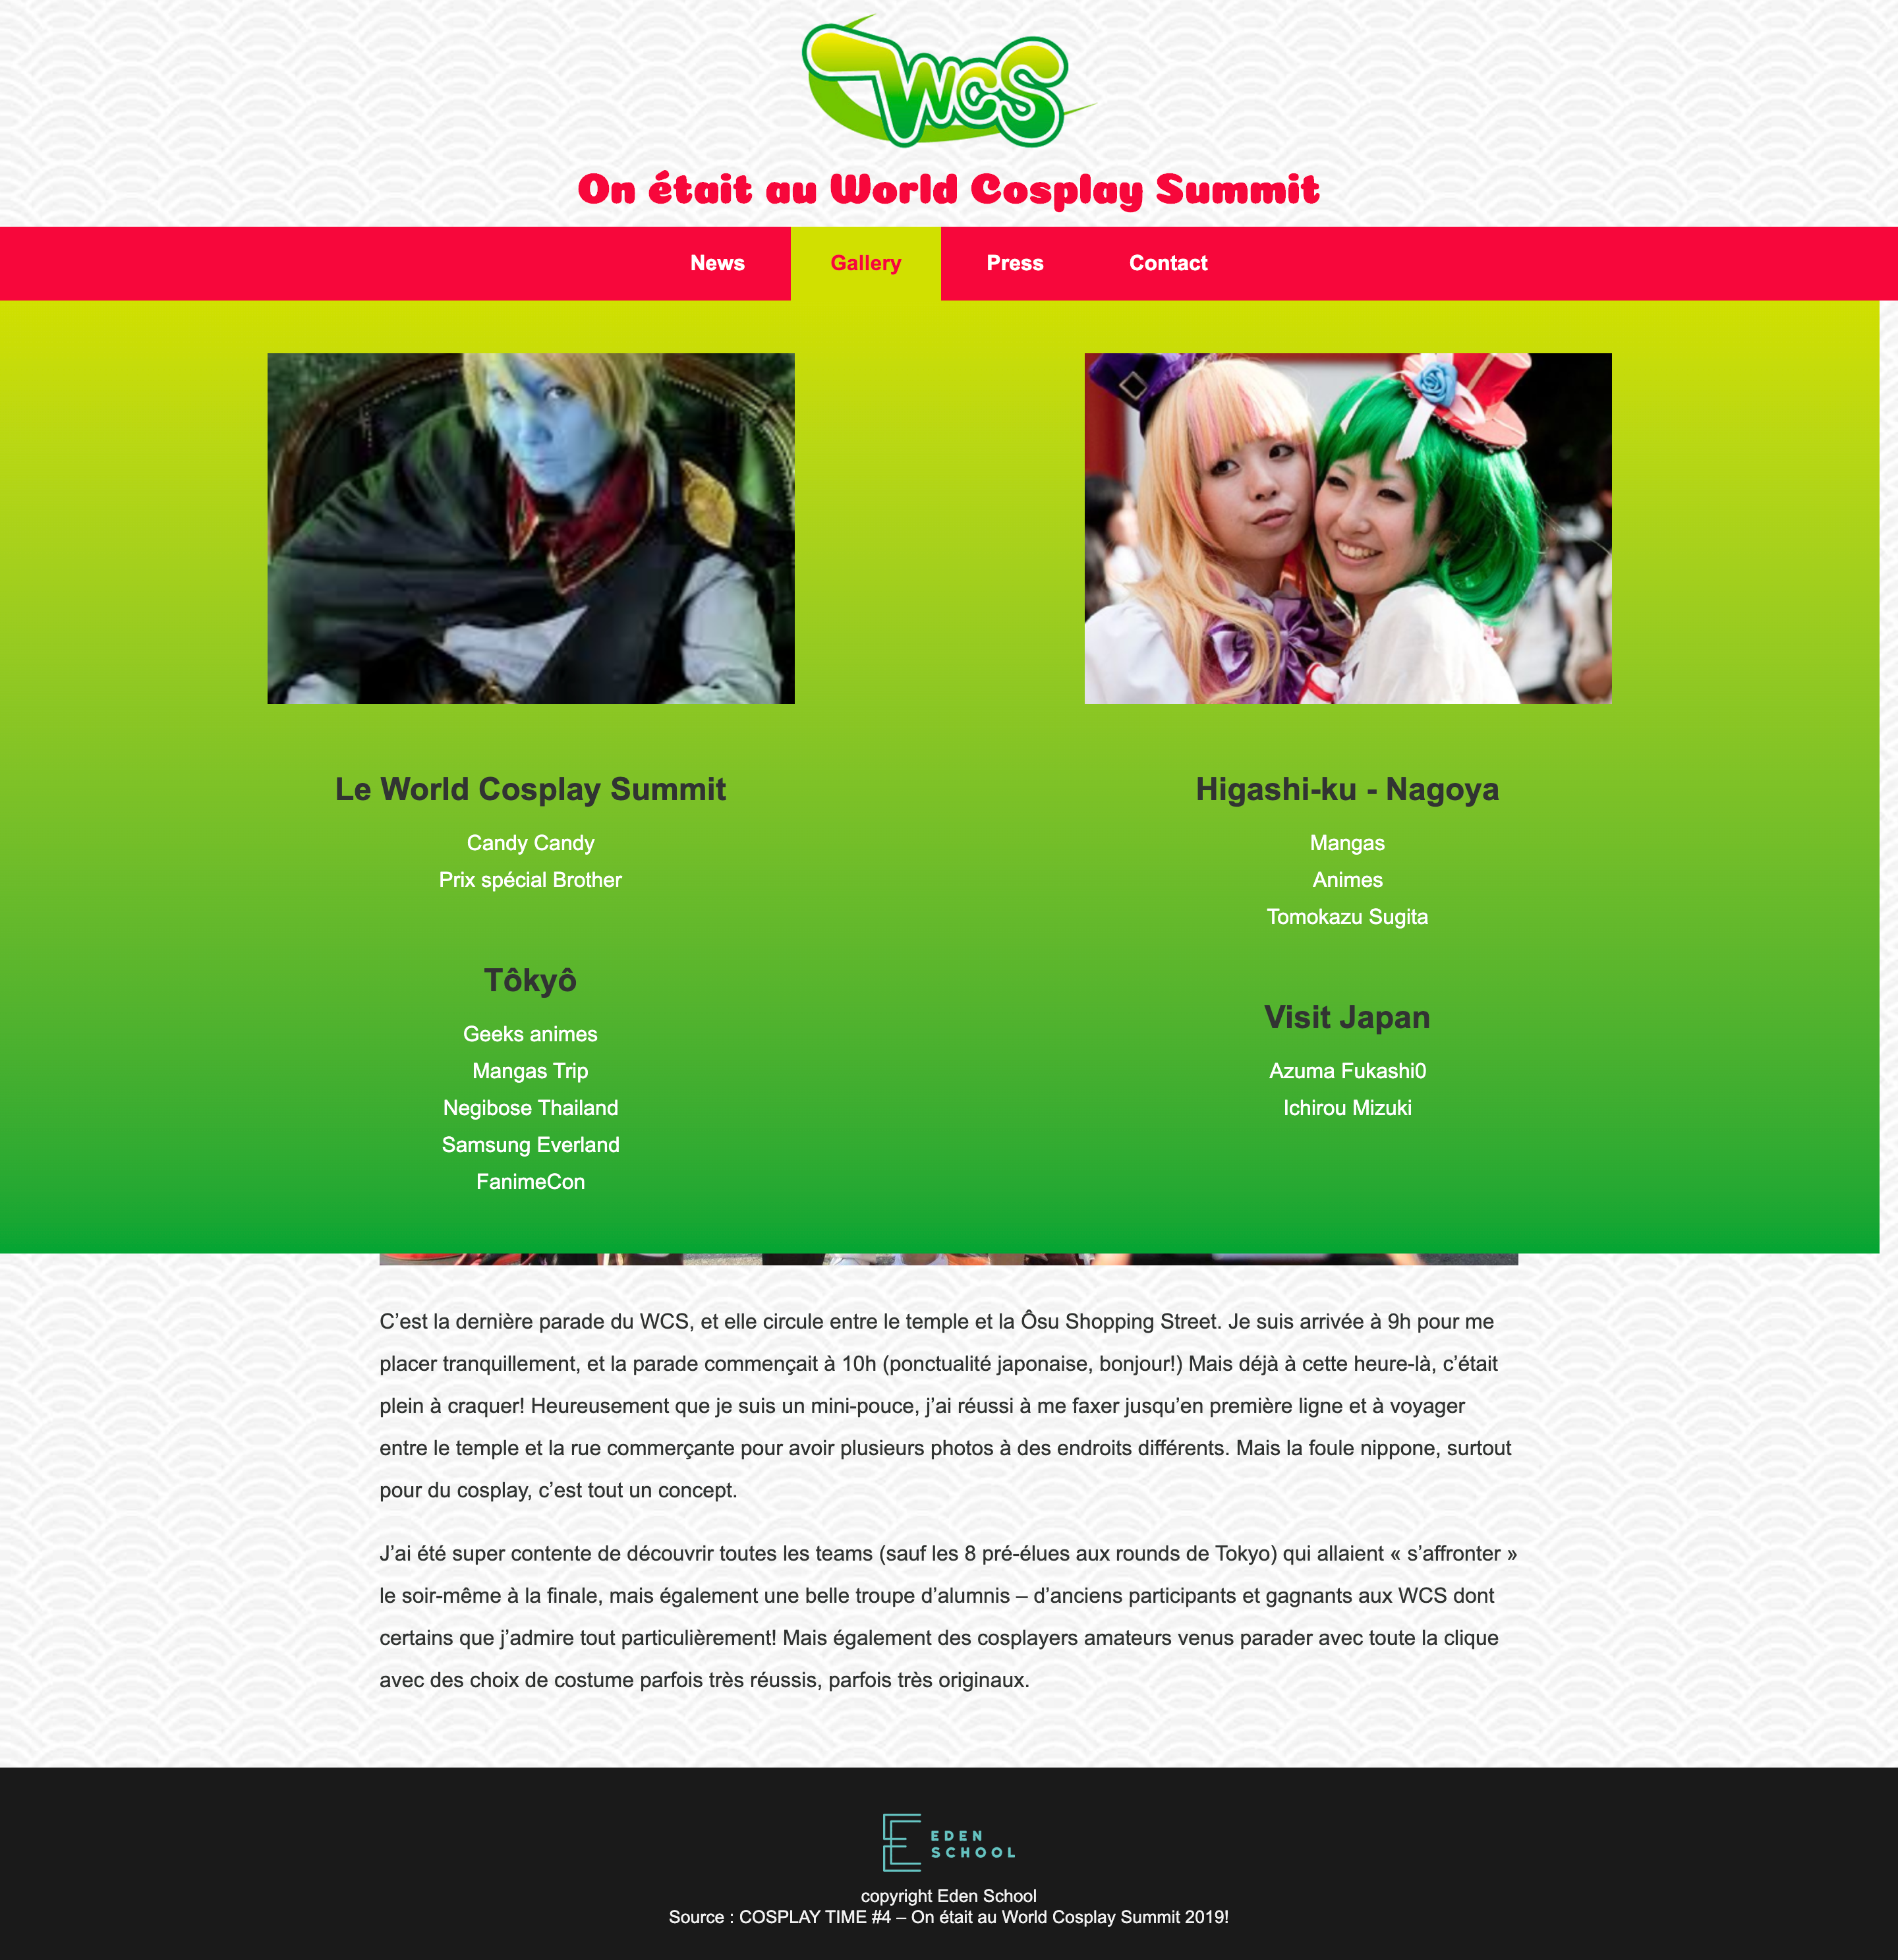 WCS
On était au World Cosplay Summit
News Gallery Press Contact
Le World Cosplay Summit
Candy Candy
Prix spécial Brother
Tôkyô
Geeks animes
Mangas Trip
Negibose Thailand
Samsung Everland
FanimeCon
Higashi-ku - Nagoya
Mangas
Animes
Tomokazu Sugita
Visit Japan
Azuma Fukashi0
Ichirou Mizuki
C’est la dernière parade du WCS, et elle circule entre le temple et la Ôsu Shopping Street. Je suis arrivée à 9h pour me
placer tranquillement, et la parade commençait à 10h (ponctualité japonaise, bonjour!) Mais déjà à cette heure-là, c’était
plein à craquer! Heureusement que je suis un mini-pouce, j’ai réussi à me faxer jusqu’en première ligne et à voyager
entre le temple et la rue commerçante pour avoir plusieurs photos à des endroits différents. Mais la foule nippone, surtout
pour du cosplay, c’est tout un concept.
J’ai été super contente de découvrir toutes les teams (sauf les 8 pré-élues aux rounds de Tokyo) qui allaient « s’affronter »
le soir-même à la finale, mais également une belle troupe d’alumnis – d’anciens participants et gagnants aux WCS dont
certains que j’admire tout particulièrement! Mais également des cosplayers amateurs venus parader avec toute la clique
avec des choix de costume parfois très réussis, parfois très originaux.
EDEN
SCHOOL
copyright Eden School
Source : COSPLAY TIME #4 – On était au World Cosplay Summit 2019!